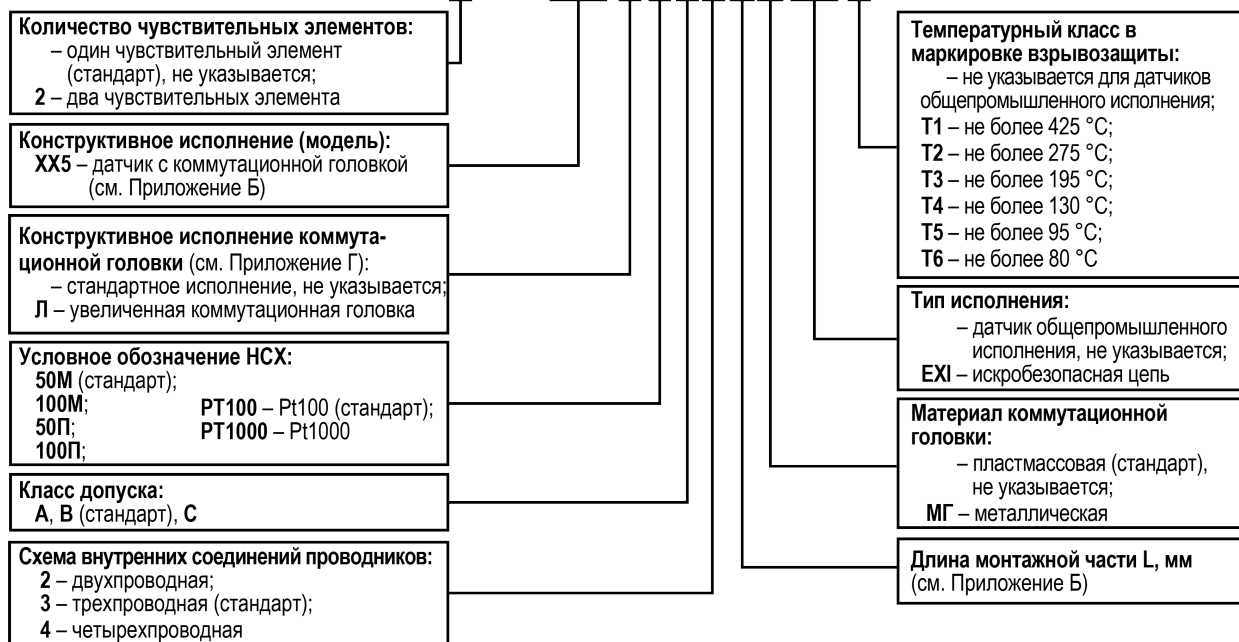 Количество чувствительных элементов:
– один чувствительный элемент
(стандарт), не указывается;
2 – два чувствительных элемента
Конструктивное исполнение (модель):
ХХ5 – датчик с коммутационной головкой
(см. Приложение Б)
Конструктивное исполнение коммута-
ционной головки (см. Приложение Г):
– стандартное исполнение, не указывается;
Л – увеличенная коммутационная головка
Условное обозначение НСХ:
50М (стандарт);
100М;
50П;
100П;
РТ100 – Pt100 (стандарт);
РТ1000 – Pt1000
Класс допуска:
А, В (стандарт), С
Схема внутренних соединений проводников:
2 – двухпроводная;
3 – трехпроводная (стандарт);
4 – четырехпроводная
Температурный класс в
маркировке взрывозащиты:
– не указывается для датчиков
общепромышленного исполнения;
Т1 – не более 425 °С;
Т2 – не более 275 °С;
Т3 – не более 195 °С;
Т4 – не более 130 °С;
Т5 – не более 95 °С;
Т6 – не более 80 °С
Тип исполнения:
– датчик общепромышленного
исполнения, не указывается;
EXI – искробезопасная цепь
Материал коммутационной
головки:
– пластмассовая (стандарт),
не указывается;
МГ – металлическая
Длина монтажной части L, мм
(см. Приложение Б)